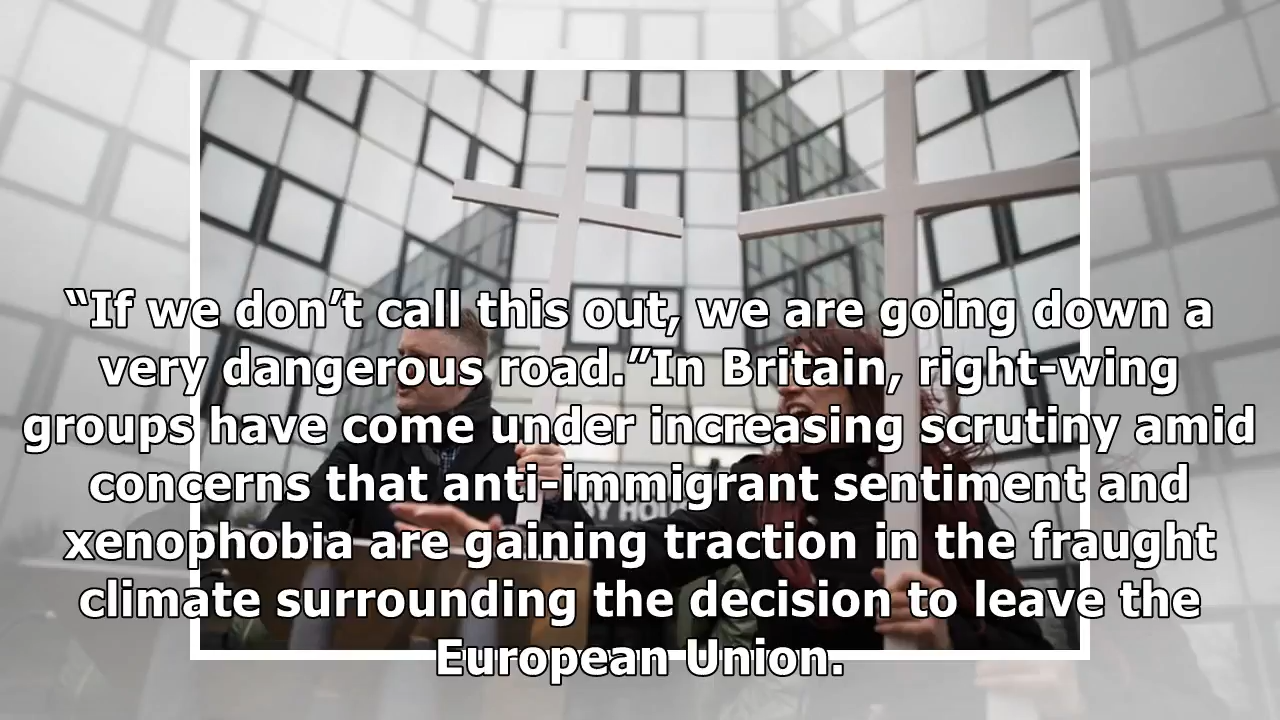 “If we don’t call this out, we are going down a
very dangerous road.”In Britain, right-wing
groups have come under increasing scrutiny amid
concerns that anti-immigrant sentiment and
xenophobia are gaining traction in the fraught
climate surrounding the decision to leave the
European Union.